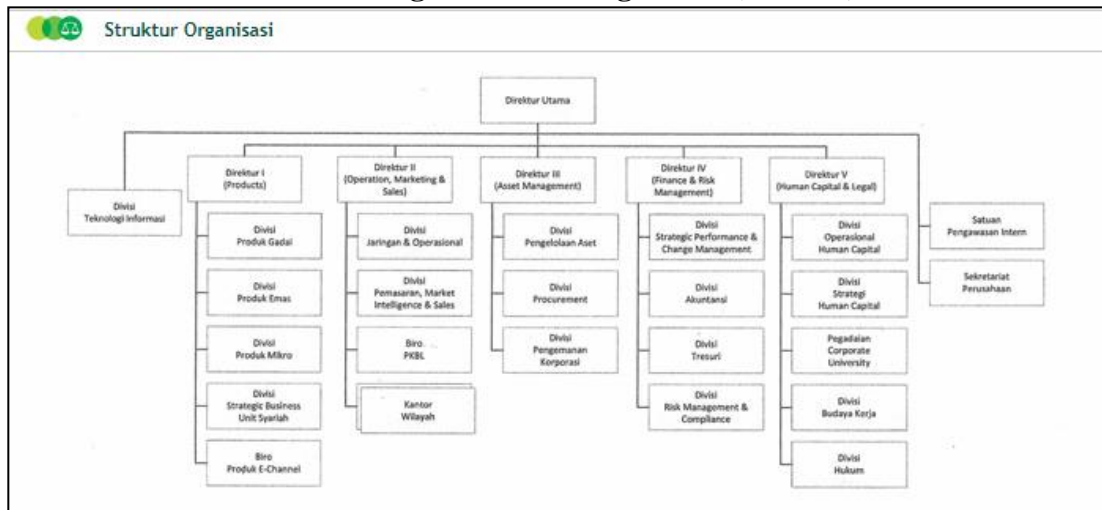 Struktur Organisasi
Direktur Utama
Divisi
Teknologi Informasi
Direktur I
(Products)
Divisi
Produk Gadai
Divisi
Produk Emas
Divisi
Produk Mikro
Divisi
Strategic Business
Unit Syariah
Biro
Produk E-Channel
Direktur II
(Operation, Marketing &
Sales)
Divisi
Jaringan & Operasional
Divisi
Pemasaran, Market
Intelligence & Sales
Biro
PKBL
Kantor
Wilayah
Direktur III
(Asset Management)
Divisi
Pengelolaan Aset
Divisi
Procurement
Divisi
Pengemanan
Korporasi
Direktur IV
(Finance & Risk
Management)
Divisi
Strategic Performance &
Change Management
Divisi
Akuntansi
Divisi
Tresuri
Divisi
Risk Management &
Compliance
Direktur V
(Human Capital & Legal)
Divisi
Operasional
Human Capital
Divisi
Strategi
Human Capital
Pegadaian
Corporate
University
Divisi
Budaya Kerja
Divisi
Hukum
Satuan
Pengawasan Intern
Sekretariat
Perusahaan